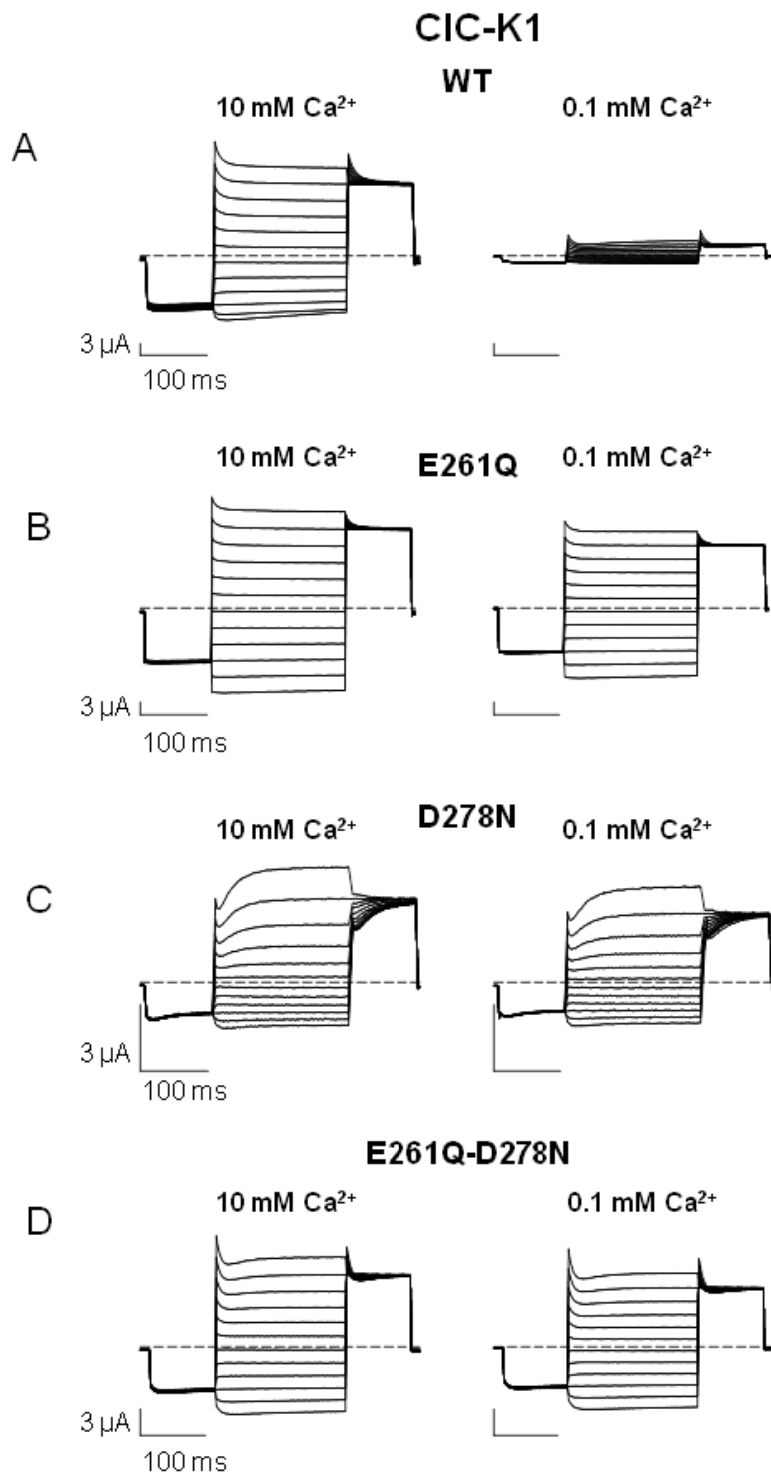 ClC-K1
WT
10 mM Ca²⁺ 0.1 mM Ca²⁺
A
3 µA
100 ms
10 mM Ca²⁺ E261Q 0.1 mM Ca²⁺
B
3 µA
100 ms
D278N
10 mM Ca²⁺ 0.1 mM Ca²⁺
C
3 µA
100 ms
E261Q-D278N
10 mM Ca²⁺ 0.1 mM Ca²⁺
D
3 µA
100 ms